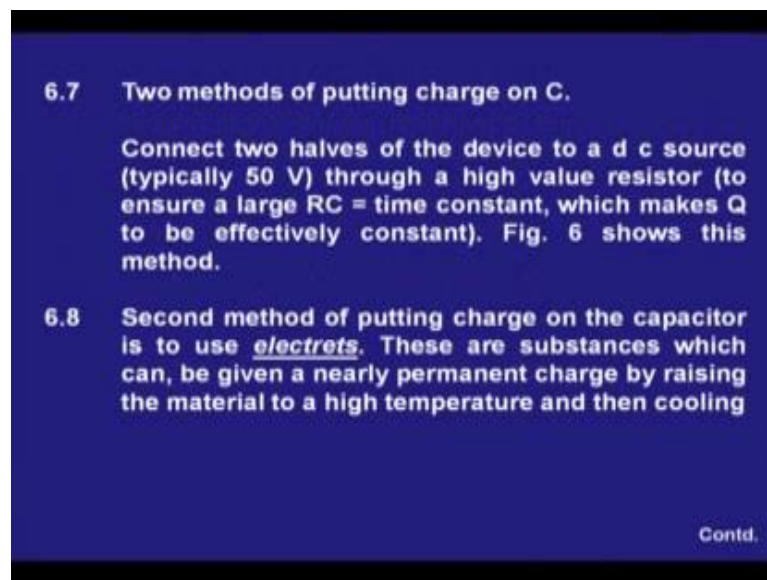 6.7 Two methods of putting charge on C.
Connect two halves of the device to a d c source
(typically 50 V) through a high value resistor (to
ensure a large RC = time constant, which makes Q
to be effectively constant). Fig. 6 shows this
method.
6.8 Second method of putting charge on the capacitor
is to use electrets. These are substances which
can, be given a nearly permanent charge by raising
the material to a high temperature and then cooling
Contd.